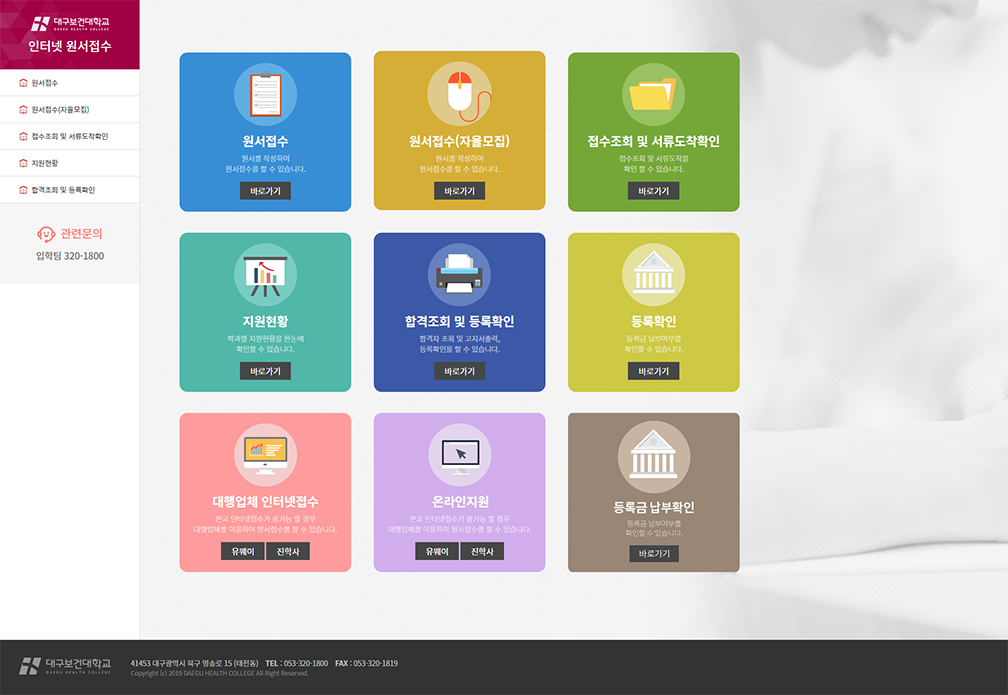 대구보건대학교
DAEGU HEALTH COLLEGE
인터넷 원서접수
원서접수
원서접수(자율모집)
접수조회 및 서류도착확인
지원현황
합격조회 및 등록확인
관련문의
입학팀 320-1800
원서접수
원서를 작성하여
원서접수를 할 수 있습니다.
바로가기
원서접수(자율모집)
원서를 작성하여
원서접수를 할 수 있습니다.
바로가기
접수조회 및 서류도착확인
접수조회 및 서류도착을
확인 할 수 있습니다.
바로가기
지원현황
학과별 지원현황을 한눈에
확인할 수 있습니다.
바로가기
합격조회 및 등록확인
합격자 조회 및 고지서출력,
등록확인을 할 수 있습니다.
바로가기
등록확인
등록금 납부여부를
확인할 수 있습니다.
바로가기
대행업체 인터넷접수
본교 인터넷접수가 불가능 할 경우
대행업체를 이용하여 원서접수를 할 수 있습니다.
유웨이
진학사
온라인지원
본교 인터넷접수가 불가능 할 경우
대행업체를 이용하여 원서접수를 할 수 있습니다.
유웨이
진학사
등록금 납부확인
등록금 납부여부를
확인할 수 있습니다.
바로가기
대구보건대학교
DAEGU HEALTH COLLEGE
41453 대구광역시 북구 영송로 15 (태전동) TEL : 053-320-1800 FAX : 053-320-1819
Copyright (c) 2019 DAEGU HEALTH COLLEGE All Right Reserved.